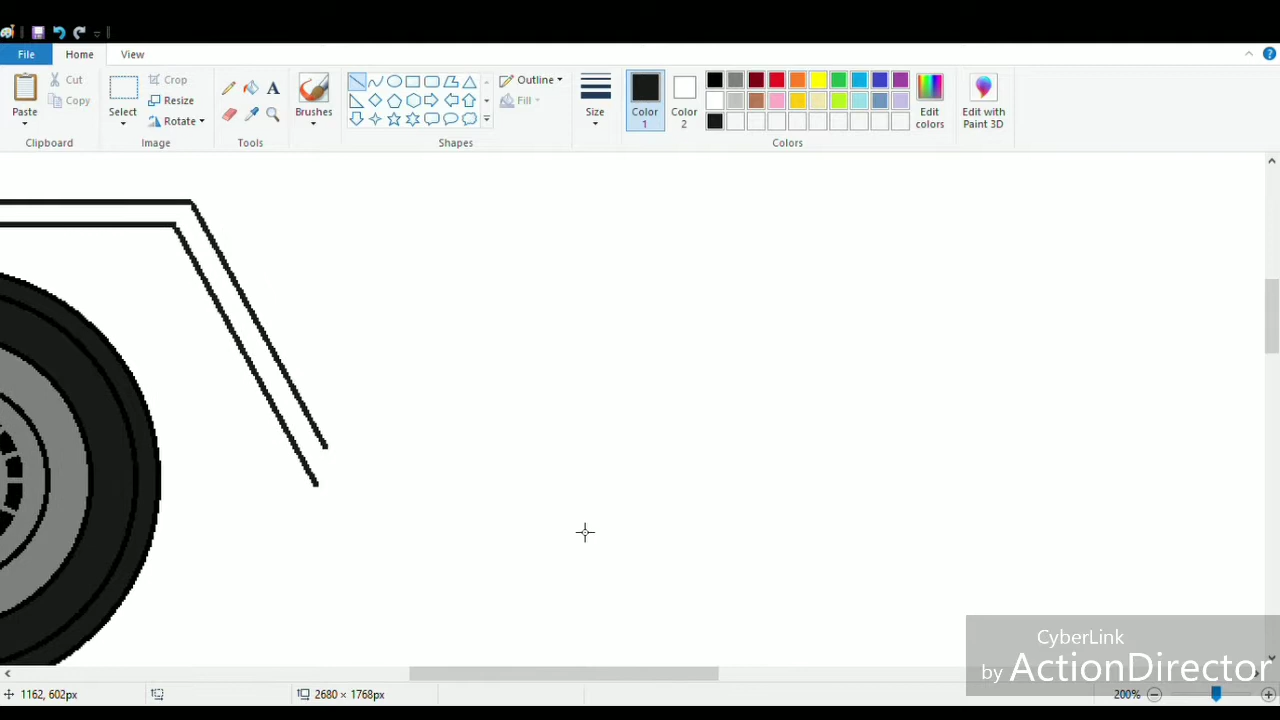 File Home View
Paste
Cut
Copy
Clipboard
Select
Crop
Resize
Rotate
Image
A
Tools
Brushes
Shapes
Outline
Fill
Size
Color
1
Color
2
Colors
Edit
colors
Edit with
Paint 3D
CyberLink
by ActionDirector
1162, 602px
2680 × 1768px
200%